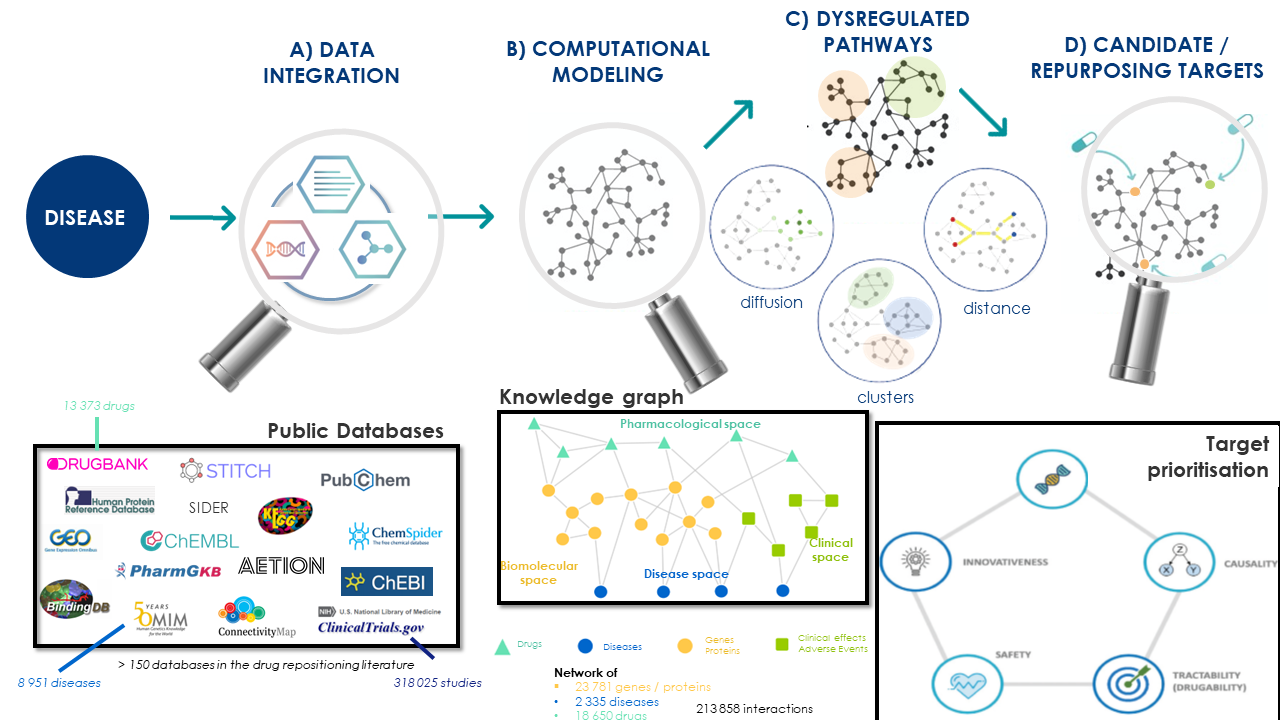 A) DATA
INTEGRATION
B) COMPUTATIONAL
MODELING
C) DYSREGULATED
PATHWAYS
D) CANDIDATE /
REPURPOSING TARGETS
DISEASE
diffusion
distance
clusters
13 373 drugs
Public Databases
DRUGBANK
STITCH
PubChem
Human Protein
Reference Database
SIDER
KEGG
GEO
Gene Expression Omnibus
ChEMBL
ChemSpider
The free chemical database
PharmGKB
AETION
ChEBI
BindingDB
50 YEARS
OMIM
Human Genetics Knowledge
for the World
ConnectivityMap
NIH U.S. National Library of Medicine
ClinicalTrials.gov
> 150 databases in the drug repositioning literature
8 951 diseases
318 025 studies
Knowledge graph
Pharmacological space
Biomolecular
space
Disease space
Clinical
space
Drugs
Diseases
Genes
Proteins
Clinical effects
Adverse Events
Network of
▪ 23 781 genes / proteins
• 2 335 diseases
• 18 650 drugs
213 858 interactions
Target
prioritisation
INNOVATIVENESS
CAUSALITY
Z
X
Y
SAFETY
TRACTABILITY
(DRUGABILITY)